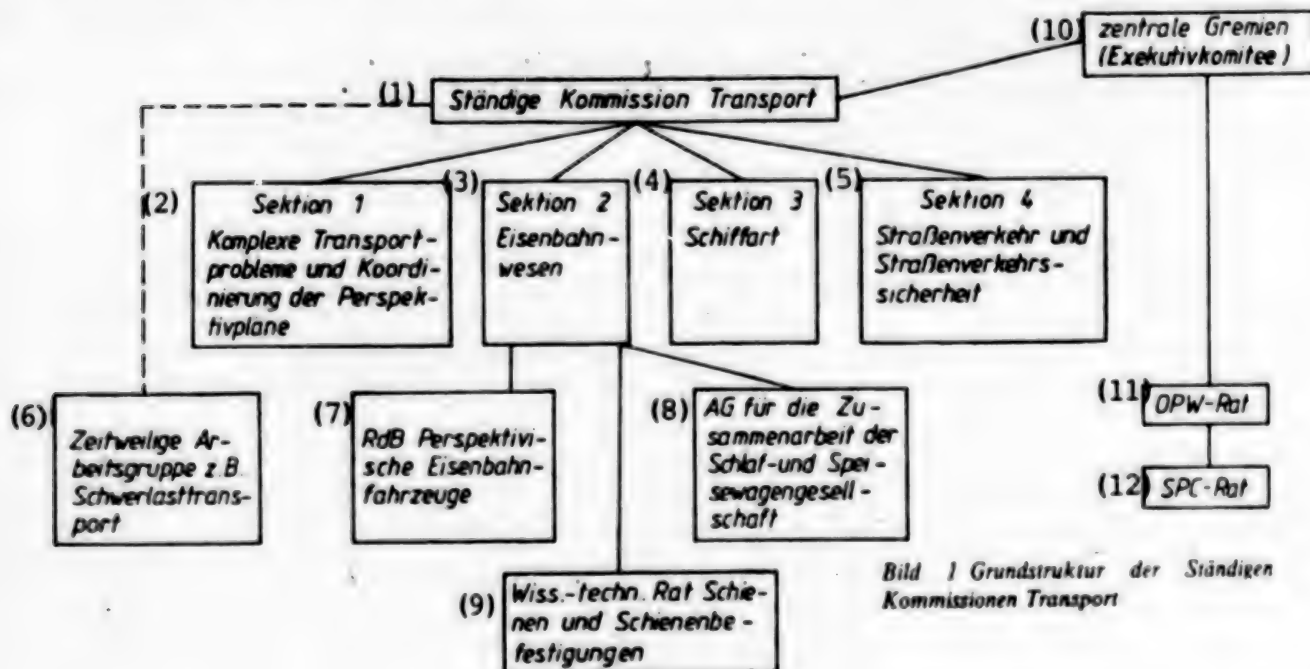 (10) zentrale Gremien
(Exekutivkomitee)
(1) Ständige Kommission Transport
(2) Sektion 1
Komplexe Transport-
probleme und Koordi-
nierung der Perspek-
tivpläne
(3) Sektion 2
Eisenbahn-
wesen
(4) Sektion 3
Schiffart
(5) Sektion 4
Straßenverkehr und
Straßenverkehrs-
sicherheit
(6) Zeitweilige Ar-
beitsgruppe z.B.
Schwerlasttrans-
port
(7) RdB Perspektivi-
sche Eisenbahn-
fahrzeuge
(8) AG für die Zu-
sammenarbeit der
Schlaf-und Spei-
sewagengesell-
schaft
(11) OPW-Rat
(12) SPC-Rat
(9) Wiss.-techn. Rat Schie-
nen und Schienenbe-
festigungen
Bild 1 Grundstruktur der Ständigen
Kommissionen Transport